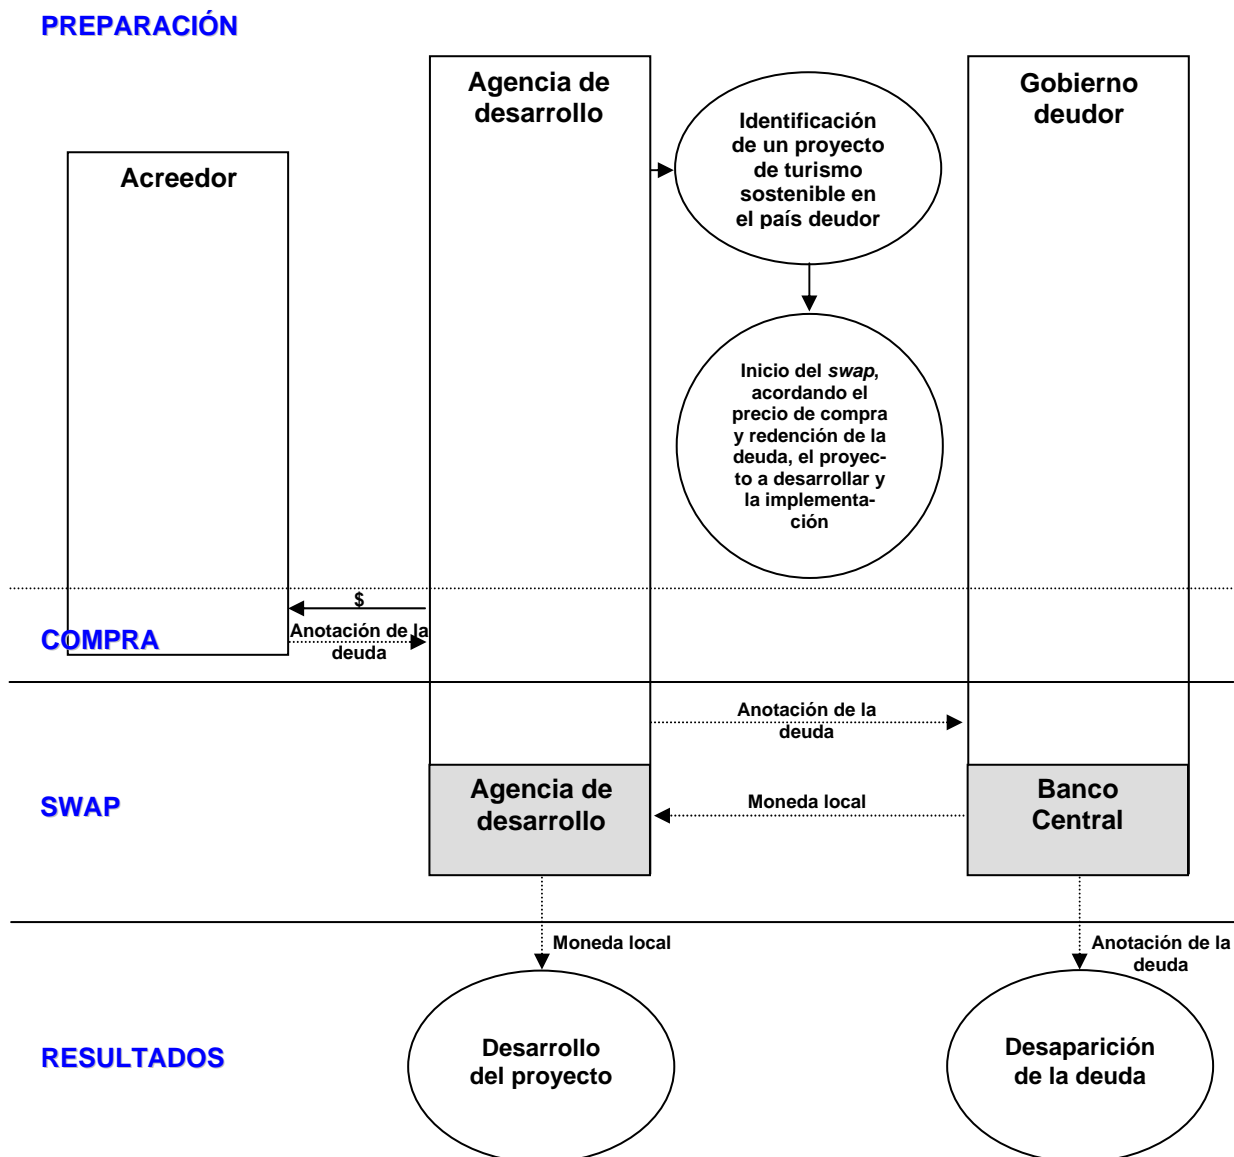 PREPARACIÓN
Agencia de
desarrollo
Gobierno
deudor
Acreedor
Identificación
de un proyecto
de turismo
sostenible en
el país deudor
Inicio del swap,
acordando el
precio de compra
y redención de la
deuda, el proyec-
to a desarrollar y
la implementa-
ción
$
Anotación de la
deuda
COMPRA
Anotación de la
deuda
SWAP
Agencia de
desarrollo
Moneda local
Banco
Central
Moneda local
Anotación de la
deuda
RESULTADOS
Desarrollo
del proyecto
Desaparición
de la deuda